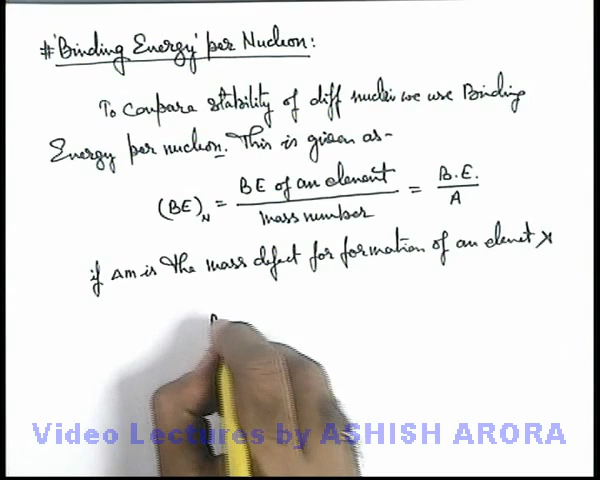 # 'Binding Energy' per Nucleon:
To Compare stability of diff nuclei we use Binding
Energy per nucleon. This is given as-
(BE)N = BE of an element / mass number = B.E. / A
if Δm is the mass defect for formation of an elenet X
Video Lectures by ASHISH ARORA